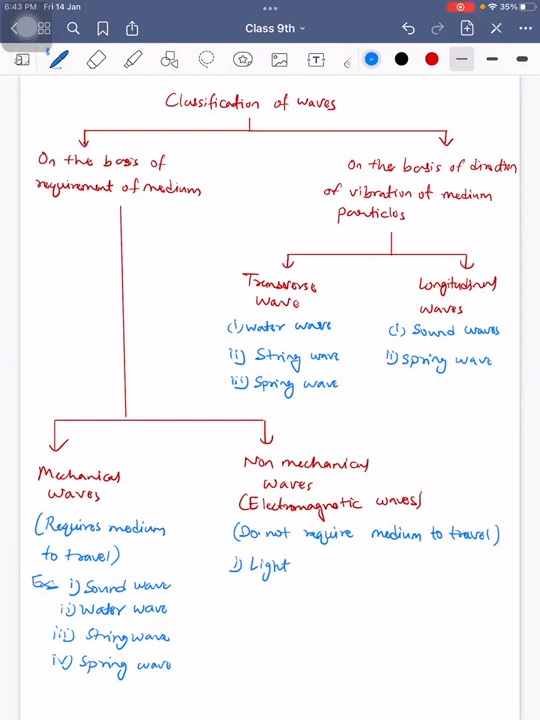 6:43 PM Fri 14 Jan
35%
Class 9th
Classification of waves
On the basis of
requirement of medium
On the basis of direction
of vibration of medium
particles
Transverse
wave
(i) Water wave
ii) String wave
iii) Spring wave
Longitudinal
waves
(i) Sound waves
ii) Spring wave
Mechanical
waves
(Requires medium
to travel)
Ex:- i) Sound wave
ii) Water wave
iii) String wave
iv) Spring wave
Non mechanical
waves
(Electromagnetic waves)
(Do not require medium to travel)
i) Light